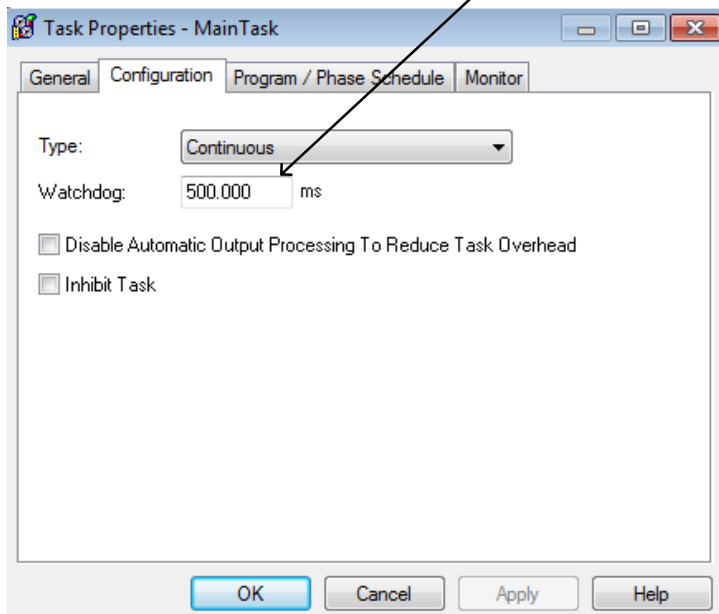 Task Properties - MainTask
General Configuration Program / Phase Schedule Monitor
Type: Continuous
Watchdog: 500.000 ms
Disable Automatic Output Processing To Reduce Task Overhead
Inhibit Task
OK Cancel Apply Help